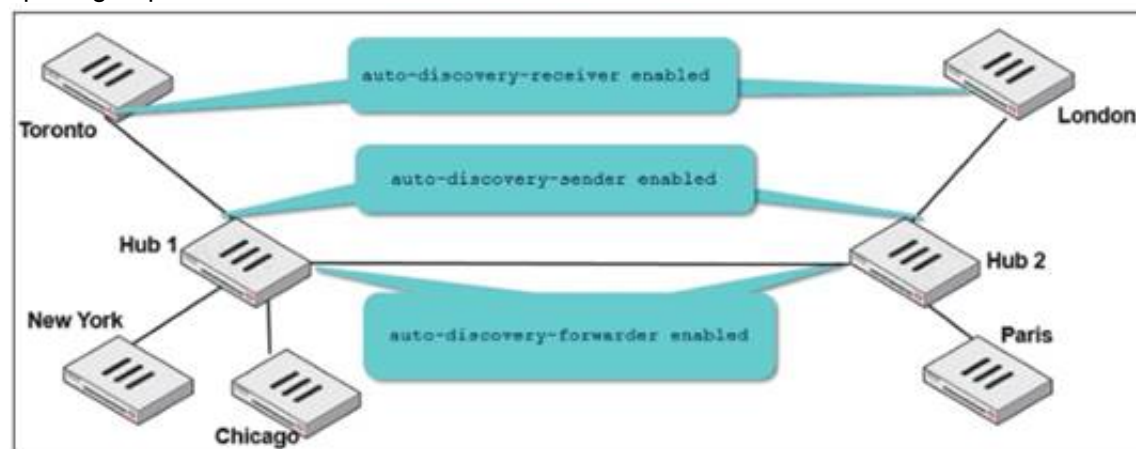 auto-discovery-receiver enabled
Toronto
London
auto-discovery-sender enabled
Hub 1
Hub 2
New York
auto-discovery-forwarder enabled
Paris
Chicago